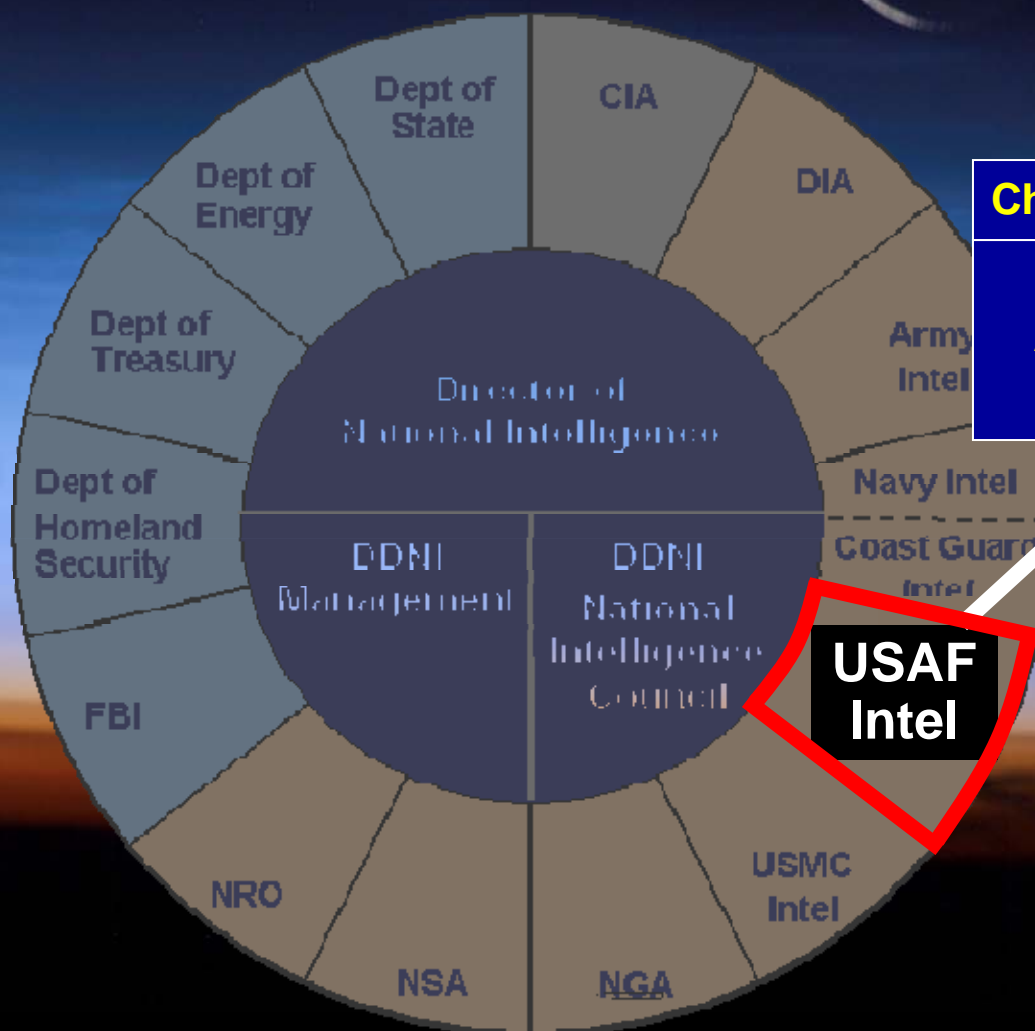 Dept of
State
CIA
Dept of
Energy
DIA
Ch
Dept of
Treasury
Army
Intel
Director of
National Intelligence
Dept of
Homeland
Security
Navy Intel
Coast Guard
Intel
DDNI
Management
DDNI
National
Intelligence
Council
USAF
Intel
FBI
USMC
Intel
NRO
NSA
NGA